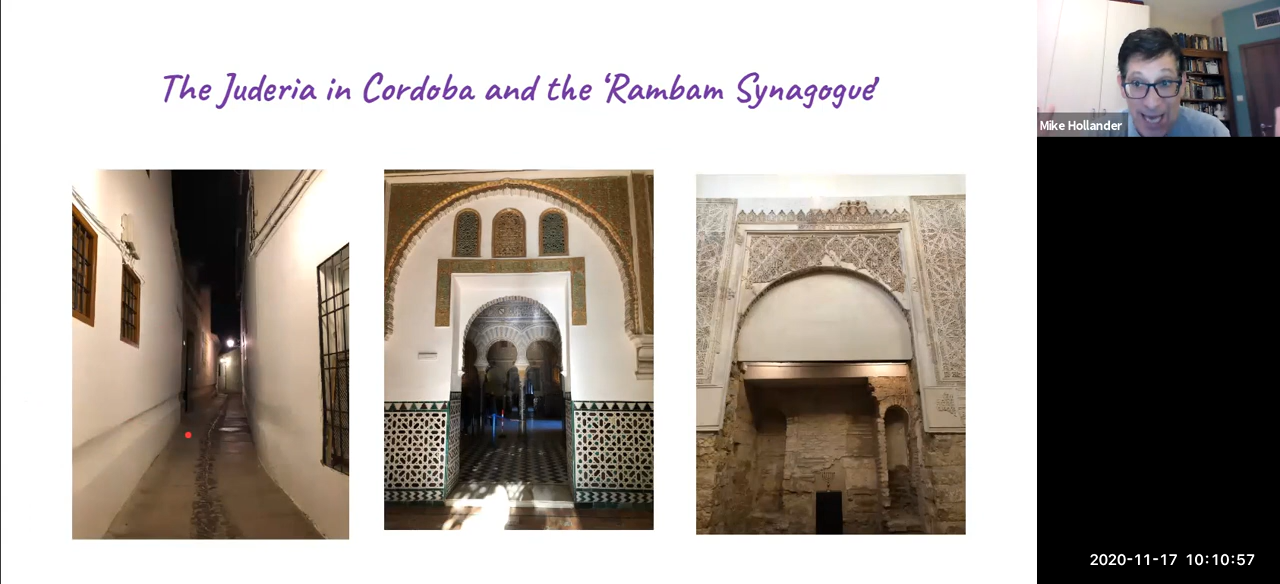 The Juderia in Cordoba and the ‘Rambam Synagogue’
Mike Hollander
2020-11-17 10:10:57